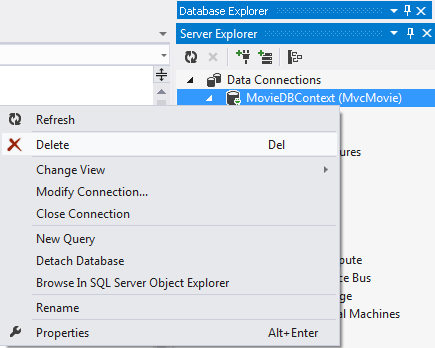 Database Explorer
Server Explorer
Data Connections
MovieDBContext (MvcMovie)
Refresh
Delete Del
Change View
Modify Connection...
Close Connection
New Query
Detach Database
Browse In SQL Server Object Explorer
Rename
Properties Alt+Enter
ures
pute
ce Bus
ge
al Machines